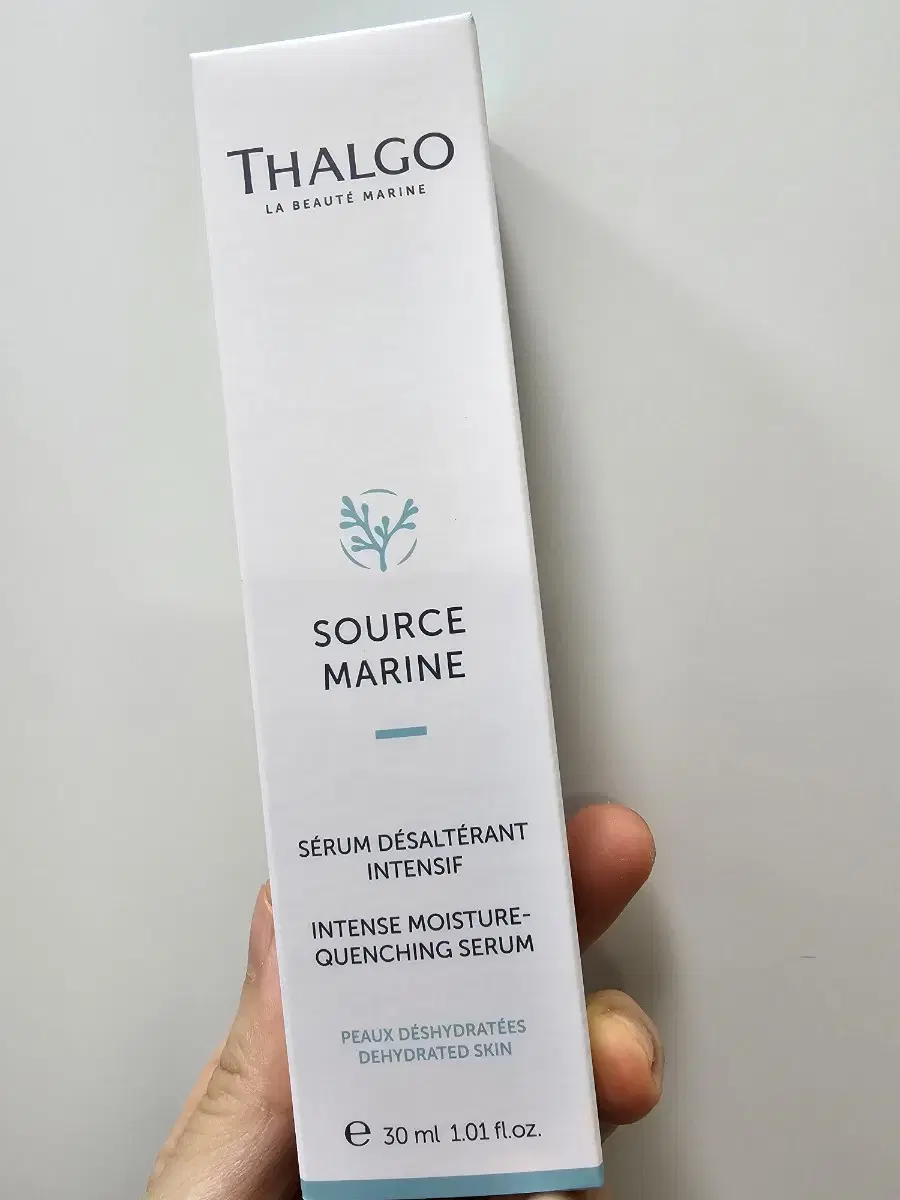 THALGO
LA BEAUTÉ MARINE
SOURCE
MARINE
SÉRUM DÉSALTÉRANT
INTENSIF
INTENSE MOISTURE-
QUENCHING SERUM
PEAUX DÉSHYDRATÉES
DEHYDRATED SKIN
℮ 30 ml 1.01 fl.oz.